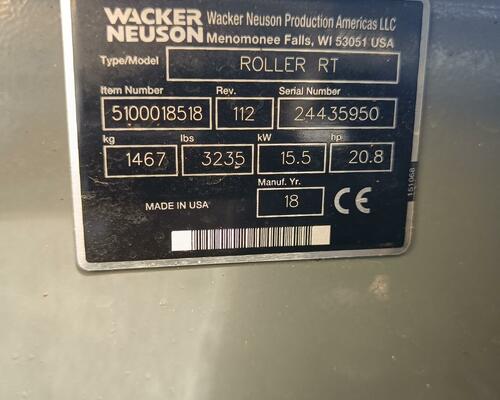 WACKER NEUSON Wacker Neuson Production Americas LLC
Menomonee Falls, WI 53051 USA
Type/Model ROLLER RT
Item Number Rev. Serial Number
5100018518 112 24435950
kg lbs kW hp
1467 3235 15.5 20.8
Manuf. Yr.
MADE IN USA 18 CE
151068